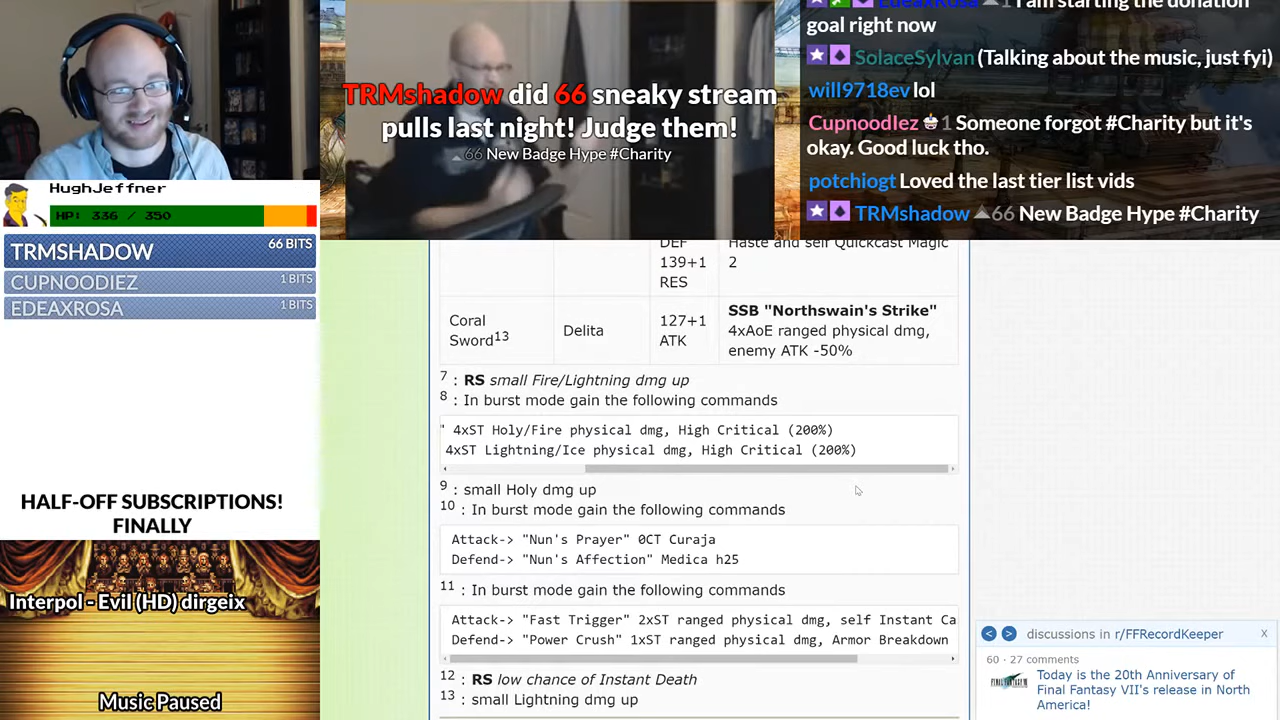 HughJeffner
HP: 336 / 350
TRMSHADOW 66 BITS
CUPNOODIEZ 1 BITS
EDEAXROSA 1 BITS
HALF-OFF SUBSCRIPTIONS!
FINALLY
Interpol - Evil (HD) dirgeix
Music Paused
TRMshadow did 66 sneaky stream
pulls last night! Judge them!
66 New Badge Hype #Charity
EdeaxRosa 1 I am starting the donation
goal right now
SolaceSylvan (Talking about the music, just fyi)
will9718ev lol
Cupnoodlez 1 Someone forgot #Charity but it's
okay. Good luck tho.
potchiogt Loved the last tier list vids
TRMshadow 66 New Badge Hype #Charity
DEF
139+1
RES
Haste and self Quickcast Magic
2
Coral
Sword13
Delita
127+1
ATK
SSB "Northswain's Strike"
4xAoE ranged physical dmg,
enemy ATK -50%
7 : RS small Fire/Lightning dmg up
8 : In burst mode gain the following commands
" 4xST Holy/Fire physical dmg, High Critical (200%)
4xST Lightning/Ice physical dmg, High Critical (200%)
9 : small Holy dmg up
10 : In burst mode gain the following commands
Attack-> "Nun's Prayer" 0CT Curaja
Defend-> "Nun's Affection" Medica h25
11 : In burst mode gain the following commands
Attack-> "Fast Trigger" 2xST ranged physical dmg, self Instant Ca
Defend-> "Power Crush" 1xST ranged physical dmg, Armor Breakdown
12 : RS low chance of Instant Death
13 : small Lightning dmg up
discussions in r/FFRecordKeeper X
60 · 27 comments
Today is the 20th Anniversary of
Final Fantasy VII's release in North
America!